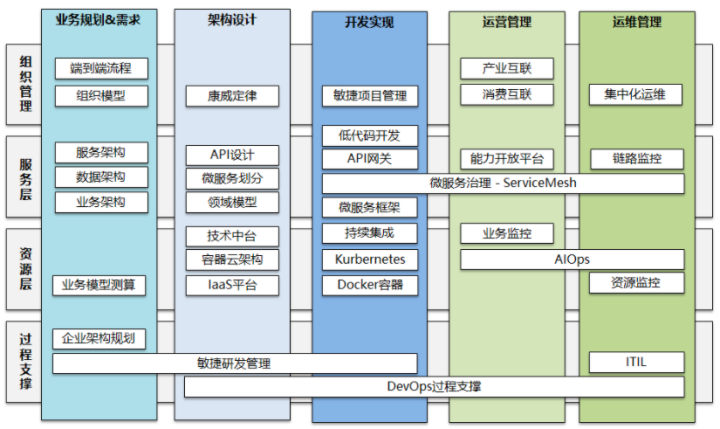 业务规划&需求
架构设计
开发实现
运营管理
运维管理
组织管理
端到端流程
产业互联
组织模型
康威定律
敏捷项目管理
消费互联
集中化运维
服务层
低代码开发
服务架构
API设计
API网关
能力开放平台
链路监控
数据架构
微服务划分
微服务治理 - ServiceMesh
业务架构
领域模型
微服务框架
资源层
技术中台
持续集成
业务监控
容器云架构
Kurbernetes
AIOps
业务模型测算
IaaS平台
Docker容器
资源监控
过程支撑
企业架构规划
敏捷研发管理
ITIL
DevOps过程支撑